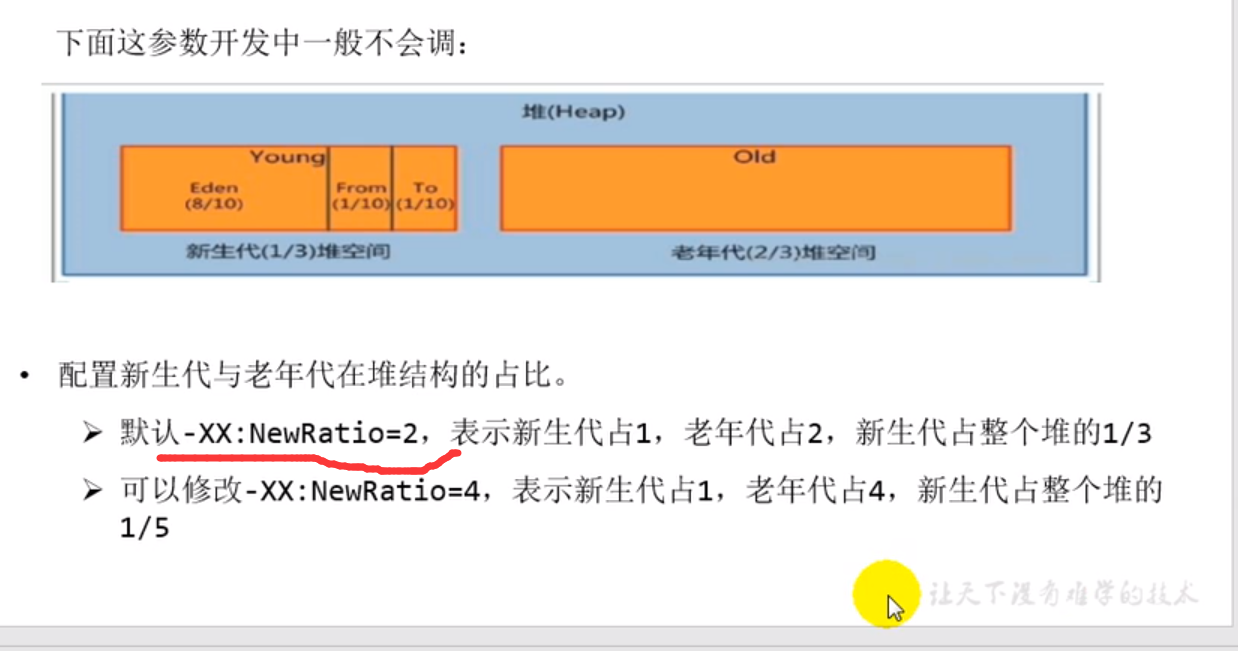 下面这参数开发中一般不会调：
堆(Heap)
Young
Eden
(8/10)
From
(1/10)
To
(1/10)
Old
新生代(1/3)堆空间
老年代(2/3)堆空间
• 配置新生代与老年代在堆结构的占比。
➢ 默认-XX:NewRatio=2，表示新生代占1，老年代占2，新生代占整个堆的1/3
➢ 可以修改-XX:NewRatio=4，表示新生代占1，老年代占4，新生代占整个堆的
1/5
让天下没有难学的技术